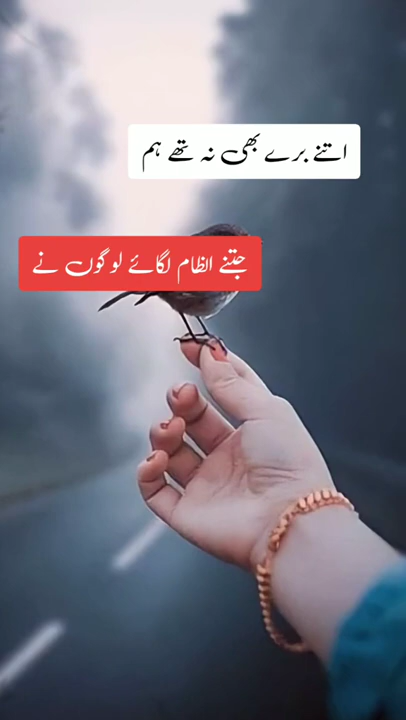 اتنے برے بھی نہ تھے ہم
جتنے الظام لگائے لوگوں نے